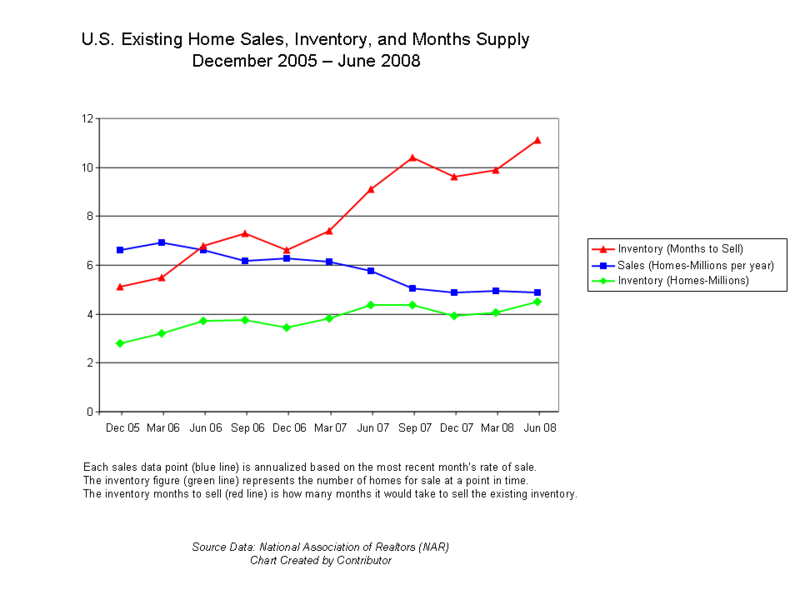 U.S. Existing Home Sales, Inventory, and Months Supply
December 2005 – June 2008
12
10
8
6
4
2
0
Dec 05 Mar 06 Jun 06 Sep 06 Dec 06 Mar 07 Jun 07 Sep 07 Dec 07 Mar 08 Jun 08
Inventory (Months to Sell)
Sales (Homes-Millions per year)
Inventory (Homes-Millions)
Each sales data point (blue line) is annualized based on the most recent month's rate of sale.
The inventory figure (green line) represents the number of homes for sale at a point in time.
The inventory months to sell (red line) is how many months it would take to sell the existing inventory.
Source Data: National Association of Realtors (NAR)
Chart Created by Contributor